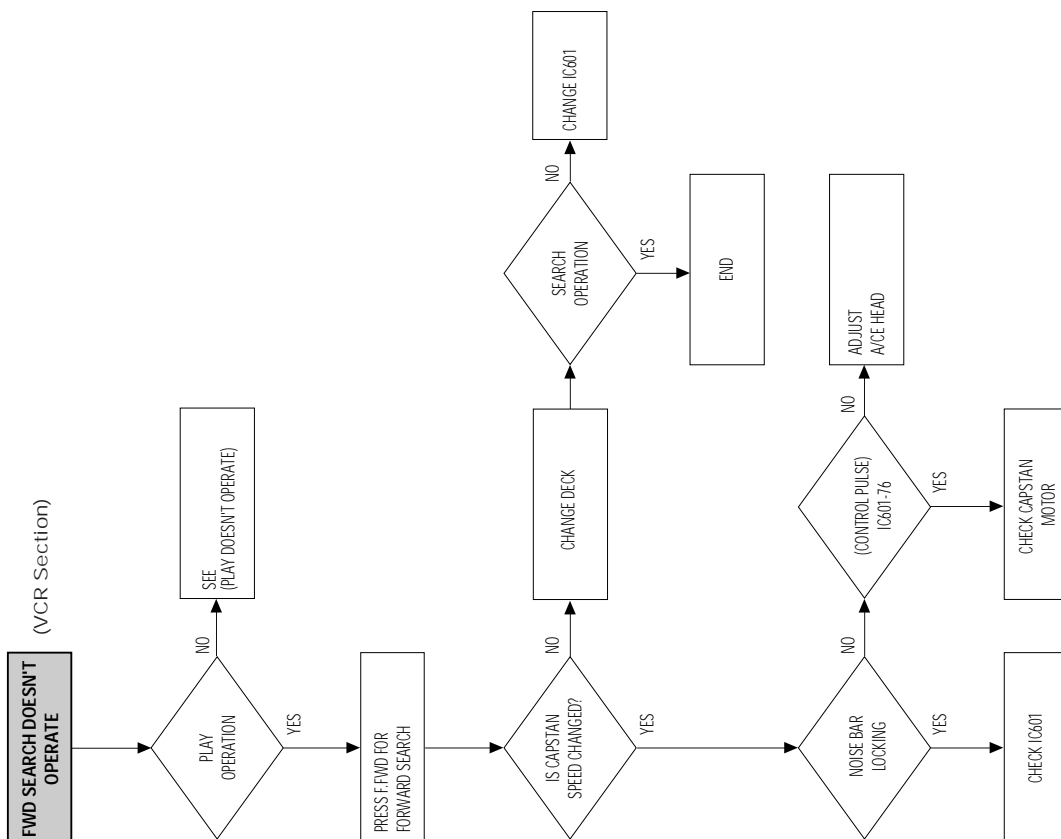 FWD SEARCH DOESN'T
OPERATE
(VCR Section)
PLAY
OPERATION
NO
SEE
(PLAY DOESN'T OPERATE)
YES
PRESS F.FWD FOR
FORWARD SEARCH
IS CAPSTAN
SPEED CHANGED?
NO
CHANGE DECK
SEARCH
OPERATION
NO
CHANGE IC601
YES
END
YES
NOISE BAR
LOCKING
NO
(CONTROL PULSE)
IC601-76
NO
ADJUST
A/CE HEAD
YES
CHECK CAPSTAN
MOTOR
YES
CHECK IC601